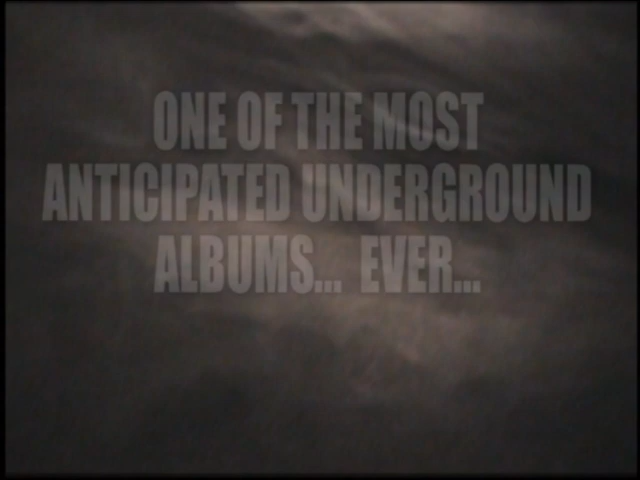 ONE OF THE MOST
ANTICIPATED UNDERGROUND
ALBUMS... EVER...